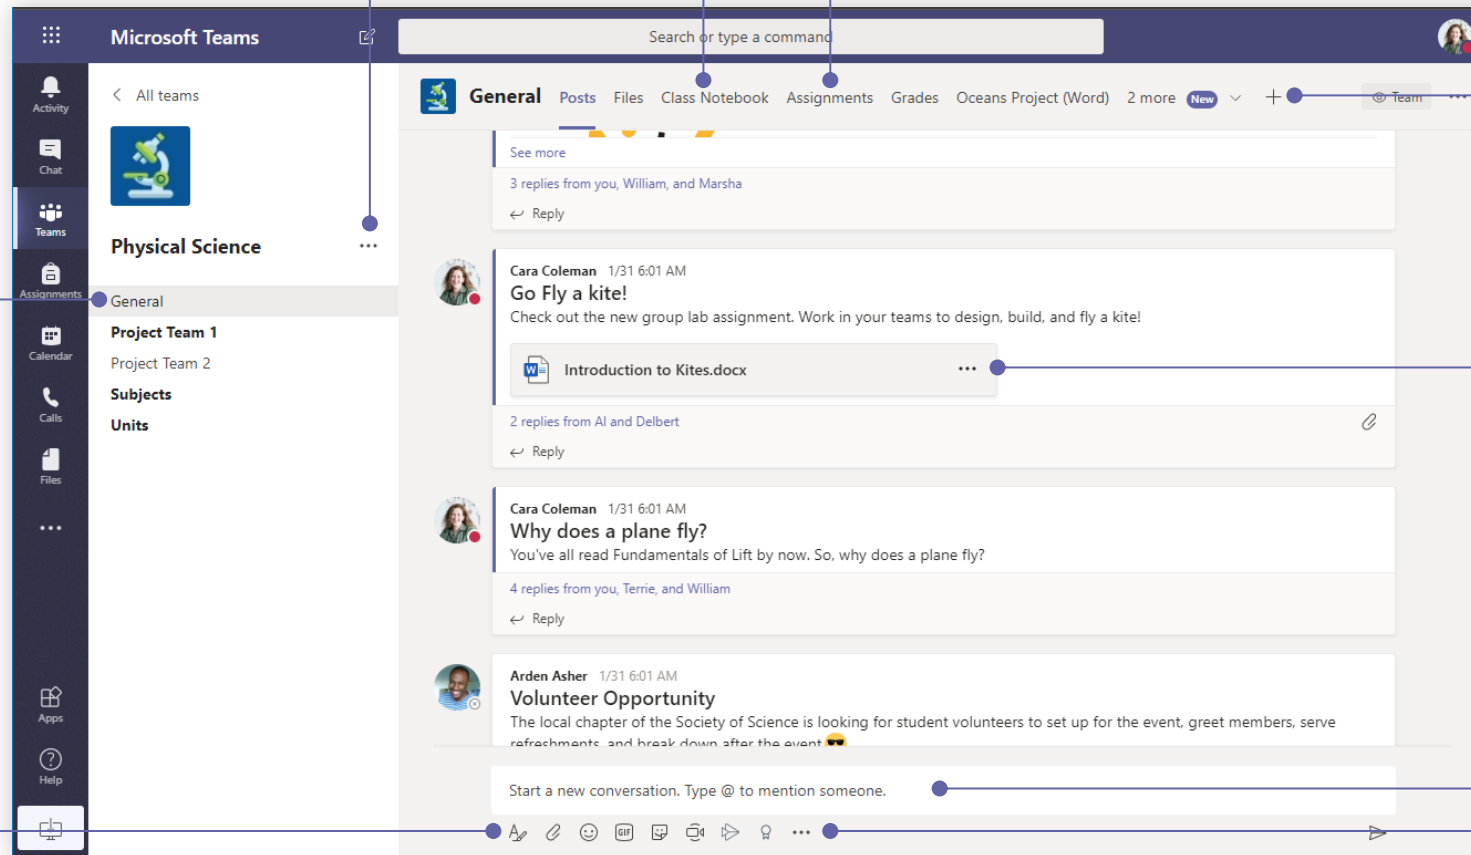 Microsoft Teams
Search or type a command
Activity
Chat
Teams
Assignments
Calendar
Calls
Files
Apps
Help
All teams
Physical Science
General
Project Team 1
Project Team 2
Subjects
Units
General Posts Files Class Notebook Assignments Grades Oceans Project (Word) 2 more New
Team
See more
3 replies from you, William, and Marsha
Reply
Cara Coleman 1/31 6:01 AM
Go Fly a kite!
Check out the new group lab assignment. Work in your teams to design, build, and fly a kite!
Introduction to Kites.docx
2 replies from Al and Delbert
Reply
Cara Coleman 1/31 6:01 AM
Why does a plane fly?
You've all read Fundamentals of Lift by now. So, why does a plane fly?
4 replies from you, Terrie, and William
Reply
Arden Asher 1/31 6:01 AM
Volunteer Opportunity
The local chapter of the Society of Science is looking for student volunteers to set up for the event, greet members, serve
refreshments, and break down after the event
Start a new conversation. Type @ to mention someone.
GIF